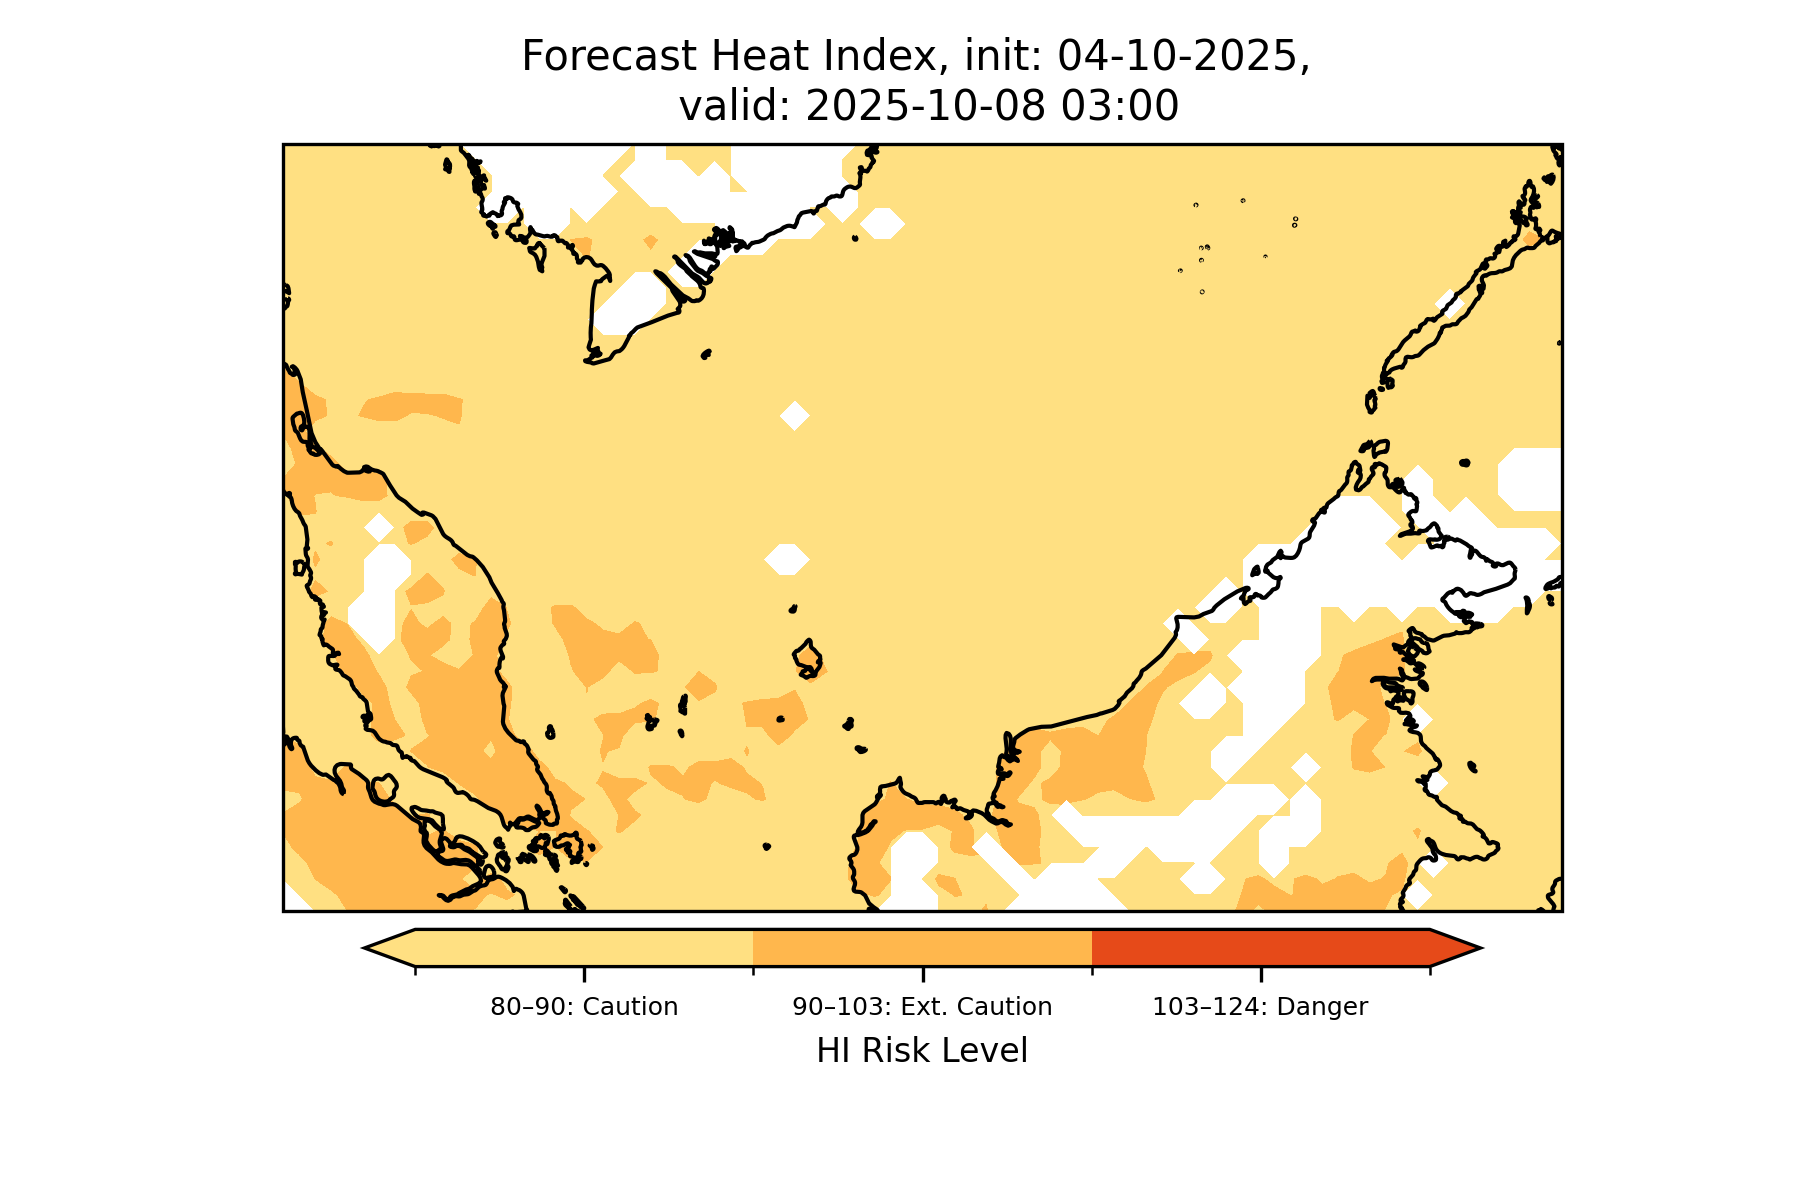 Forecast Heat Index, init: 04-10-2025,
valid: 2025-10-08 03:00
80–90: Caution
90–103: Ext. Caution
103–124: Danger
HI Risk Level